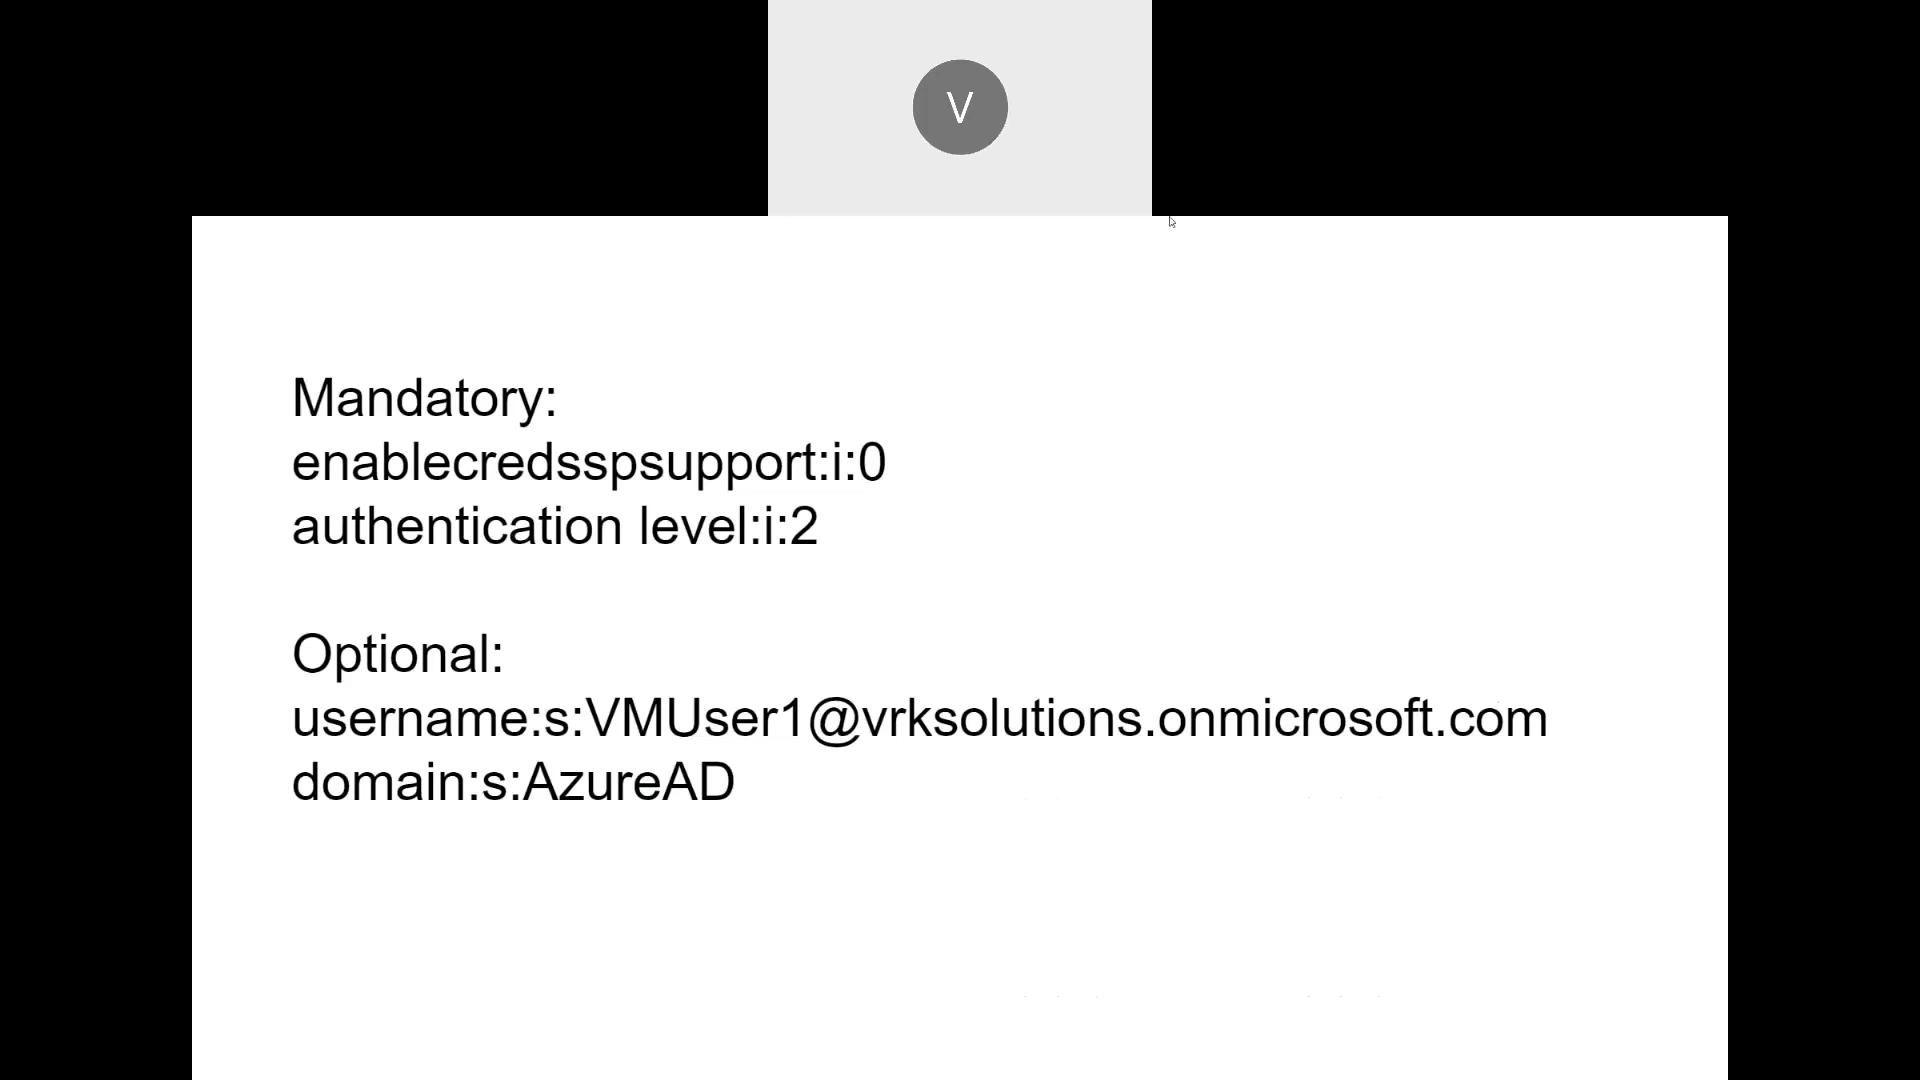 V
Mandatory:
enablecredsspsupport:i:0
authentication level:i:2
Optional:
username:s:VMUser1@vrksolutions.onmicrosoft.com
domain:s:AzureAD